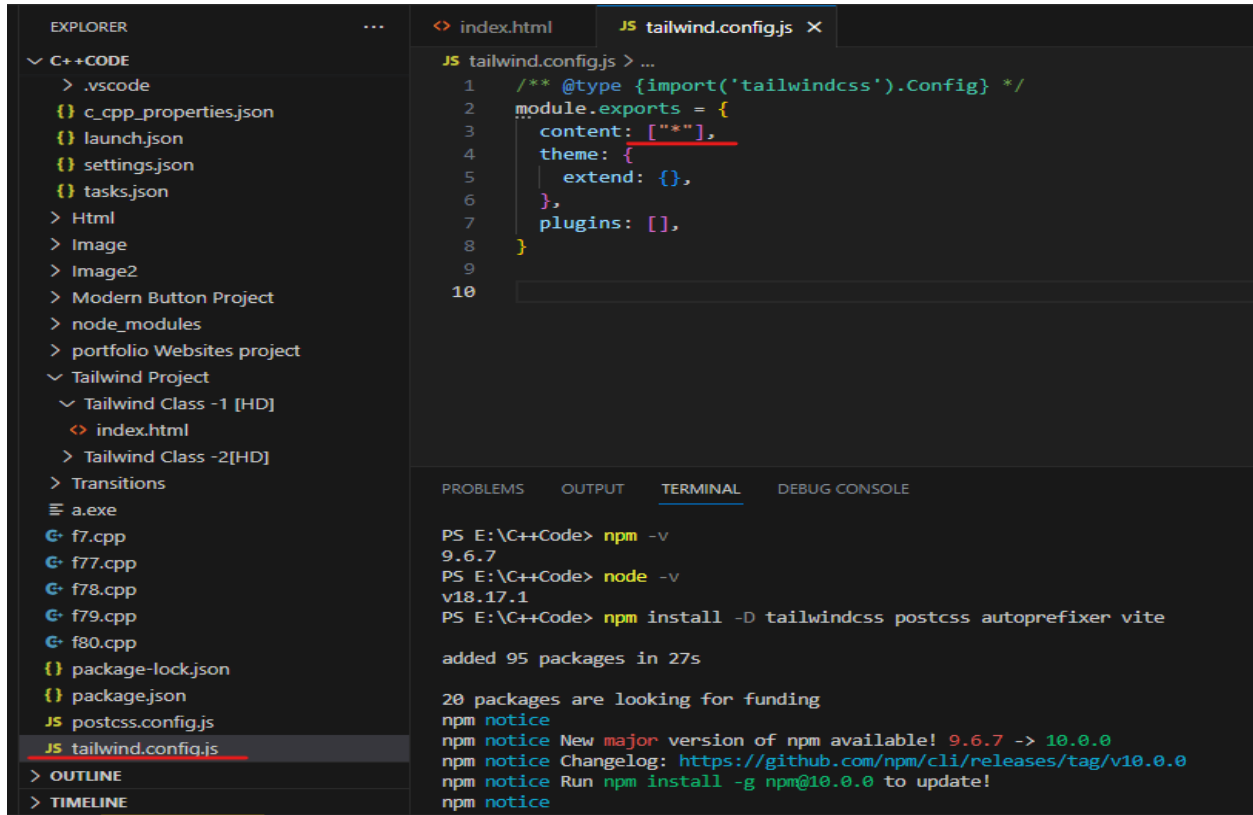 EXPLORER ...
C++CODE
.vscode
{} c_cpp_properties.json
{} launch.json
{} settings.json
{} tasks.json
Html
Image
Image2
Modern Button Project
node_modules
portfolio Websites project
Tailwind Project
Tailwind Class -1 [HD]
<> index.html
Tailwind Class -2[HD]
Transitions
a.exe
f7.cpp
f77.cpp
f78.cpp
f79.cpp
f80.cpp
{} package-lock.json
{} package.json
JS postcss.config.js
JS tailwind.config.js
OUTLINE
TIMELINE
<> index.html JS tailwind.config.js
JS tailwind.config.js > ...
1 /** @type {import('tailwindcss').Config} */
2 module.exports = {
3 content: ["*"],
4 theme: {
5 extend: {},
6 },
7 plugins: [],
8 }
9
10
PROBLEMS OUTPUT TERMINAL DEBUG CONSOLE
PS E:\C++Code> npm -v
9.6.7
PS E:\C++Code> node -v
v18.17.1
PS E:\C++Code> npm install -D tailwindcss postcss autoprefixer vite
added 95 packages in 27s
20 packages are looking for funding
npm notice
npm notice New major version of npm available! 9.6.7 -> 10.0.0
npm notice Changelog: https://github.com/npm/cli/releases/tag/v10.0.0
npm notice Run npm install -g npm@10.0.0 to update!
npm notice